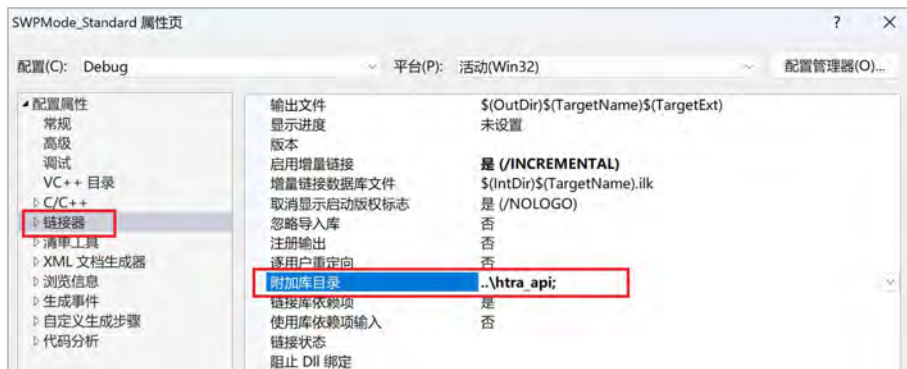 SWPMode_Standard 属性页 ? ×
配置(C): Debug 平台(P): 活动(Win32) 配置管理器(O)...
配置属性
常规
高级
调试
VC++ 目录
C/C++
链接器
清单工具
XML 文档生成器
浏览信息
生成事件
自定义生成步骤
代码分析
输出文件 $(OutDir)$(TargetName)$(TargetExt)
显示进度 未设置
版本
启用增量链接 是 (/INCREMENTAL)
增量链接数据库文件 $(IntDir)$(TargetName).ilk
取消显示启动版权标志 是 (/NOLOGO)
忽略导入库 否
注册输出 否
逐用户重定向 否
附加库目录 ..\htra_api;
链接库依赖项 是
使用库依赖项输入 否
链接状态
阻止 Dll 绑定